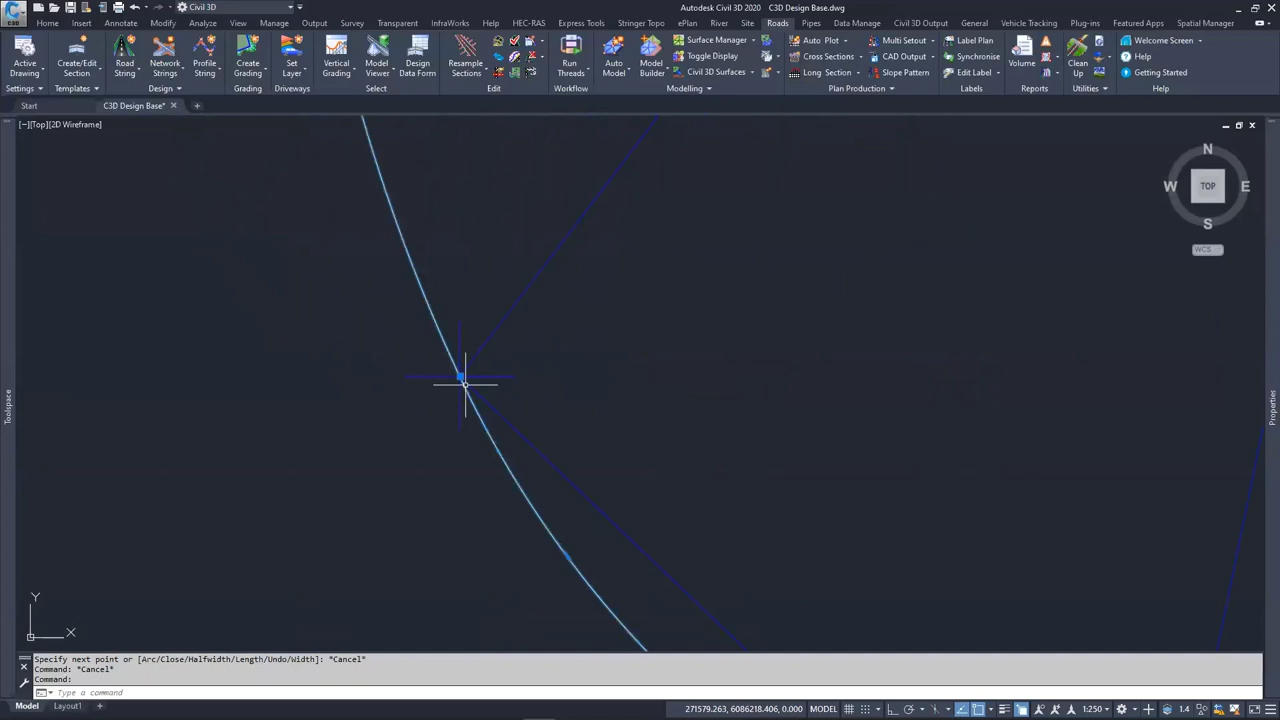 Civil 3D
Autodesk Civil 3D 2020 C3D Design Base.dwg
C3D
Home Insert Annotate Modify Analyze View Manage Output Survey Transparent InfraWorks Help HEC-RAS Express Tools Stringer Topo ePlan River Site Roads Pipes Data Manage Civil 3D Output General Vehicle Tracking Plug-ins Featured Apps Spatial Manager
Active Drawing
Create/Edit Section
Road String
Network Strings
Profile String
Create Grading
Set Layer
Vertical Grading
Model Viewer
Design Data Form
Resample Sections
Run Threads
Auto Model
Model Builder
Surface Manager
Toggle Display
Civil 3D Surfaces
Auto Plot
Cross Sections
Long Section
Multi Setout
CAD Output
Slope Pattern
Label Plan
Synchronise
Edit Label
Volume
Clean Up
Welcome Screen
Help
Getting Started
Settings Templates Design Grading Driveways Select Edit Workflow Modelling Plan Production Labels Reports Utilities Help
Start C3D Design Base*
[−][Top][2D Wireframe]
N
W TOP E
S
WCS
Toolspace
Properties
Y
X
Specify next point or [Arc/Close/Halfwidth/Length/Undo/Width]: *Cancel*
Command: *Cancel*
Command:
Type a command
Model Layout1
271579.263, 6086218.406, 0.000 MODEL 1:250 1.4